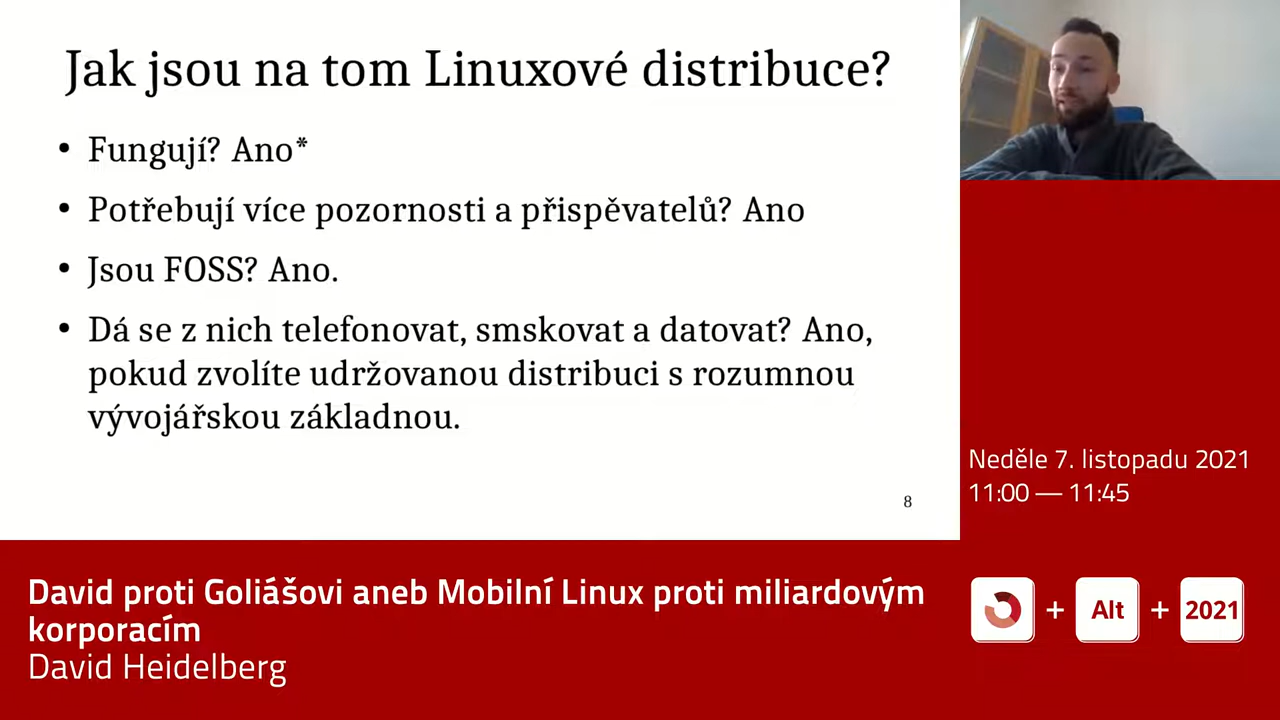 Jak jsou na tom Linuxové distribuce?
• Fungují? Ano*
• Potřebují více pozornosti a přispěvatelů? Ano
• Jsou FOSS? Ano.
• Dá se z nich telefonovat, smskovat a datovat? Ano,
pokud zvolíte udržovanou distribuci s rozumnou
vývojářskou základnou.
8
Neděle 7. listopadu 2021
11:00 — 11:45
David proti Goliášovi aneb Mobilní Linux proti miliardovým
korporacím
David Heidelberg
+ Alt + 2021